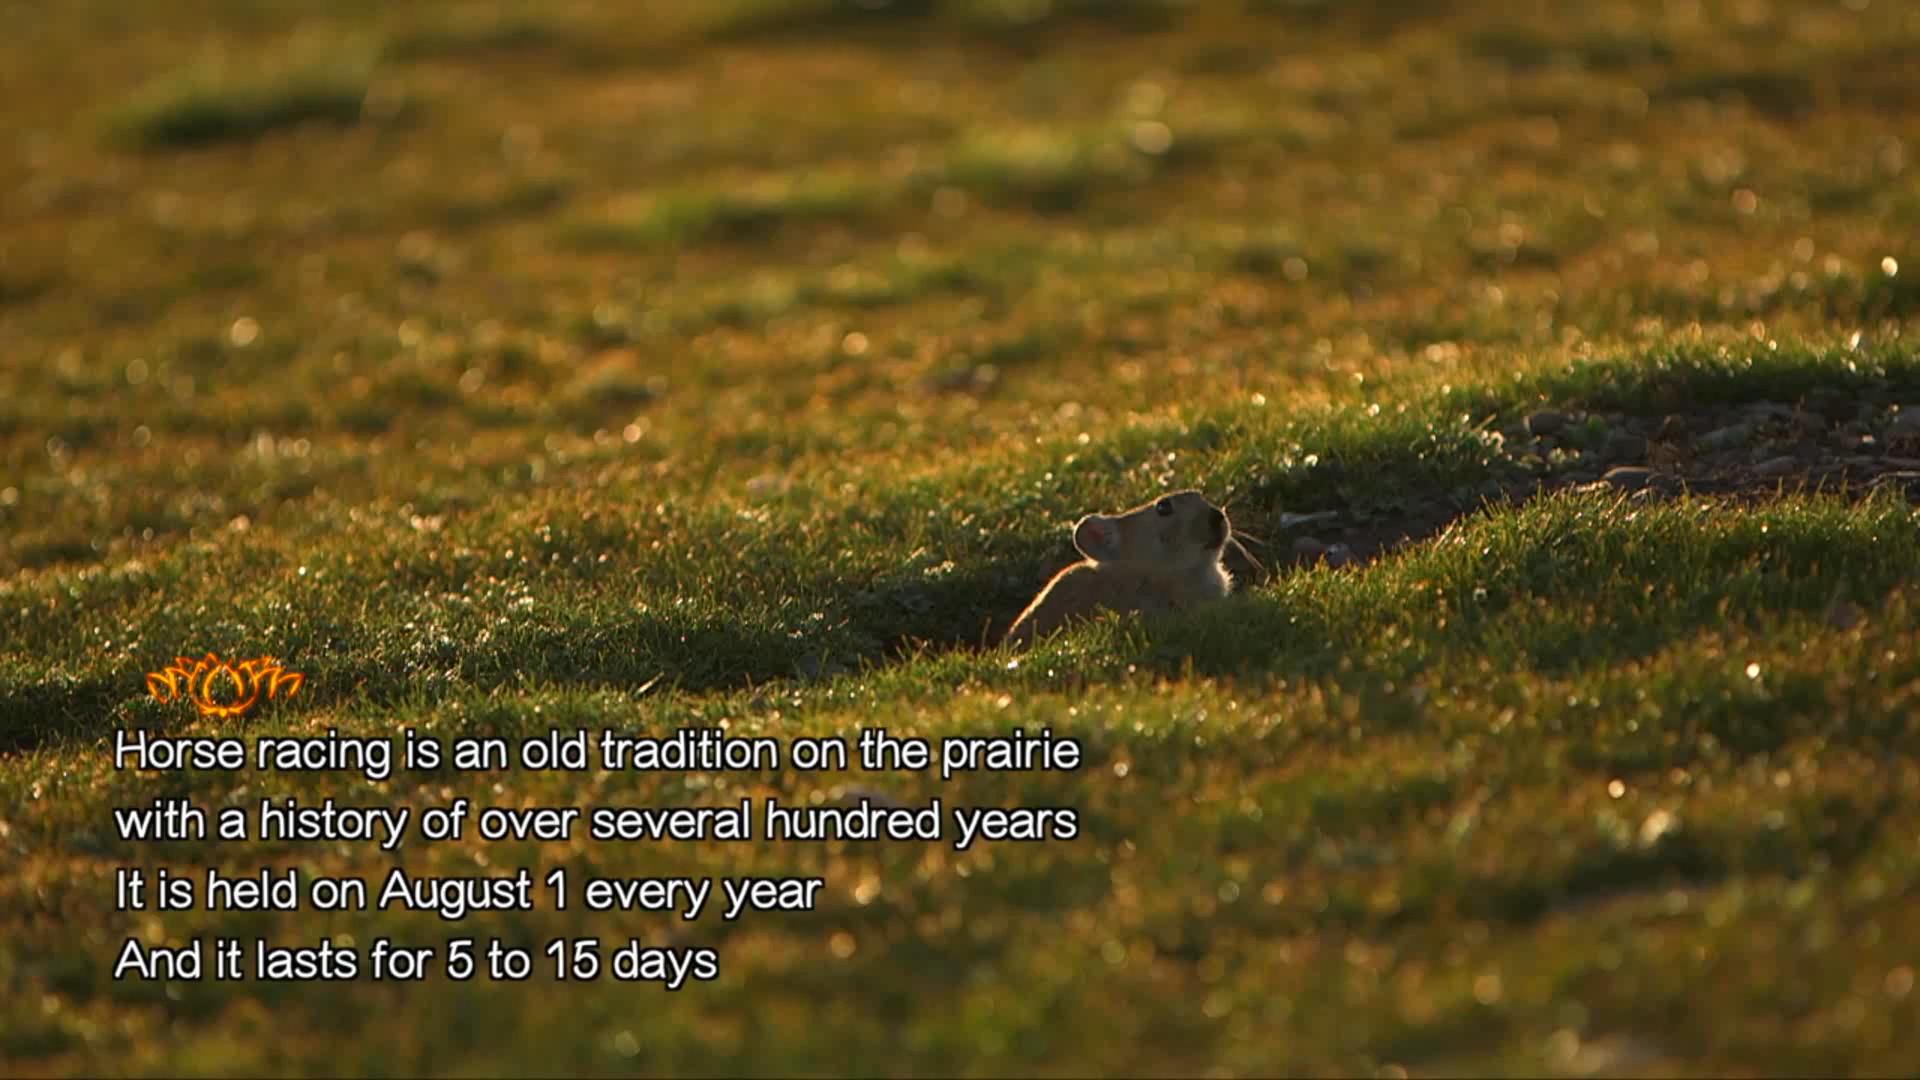 Horse racing is an old tradition on the prairie
with a history of over several hundred years
It is held on August 1 every year
And it lasts for 5 to 15 days